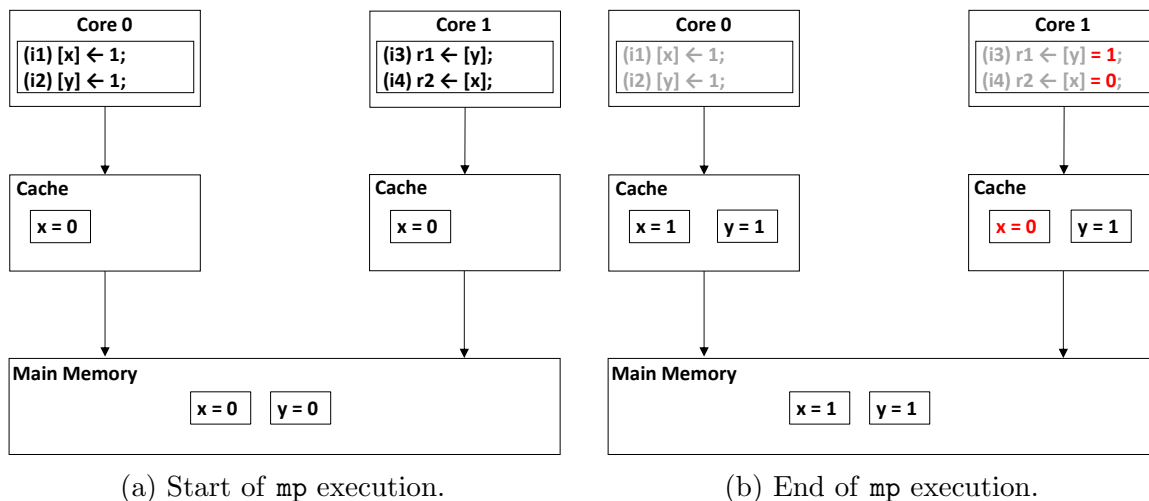 Core 0
(i1) [x] ← 1;
(i2) [y] ← 1;
Core 1
(i3) r1 ← [y];
(i4) r2 ← [x];
Cache
x = 0
Cache
x = 0
Main Memory
x = 0 y = 0
(a) Start of mp execution.
Core 0
(i1) [x] ← 1;
(i2) [y] ← 1;
Core 1
(i3) r1 ← [y] = 1;
(i4) r2 ← [x] = 0;
Cache
x = 1 y = 1
Cache
x = 0 y = 1
Main Memory
x = 1 y = 1
(b) End of mp execution.